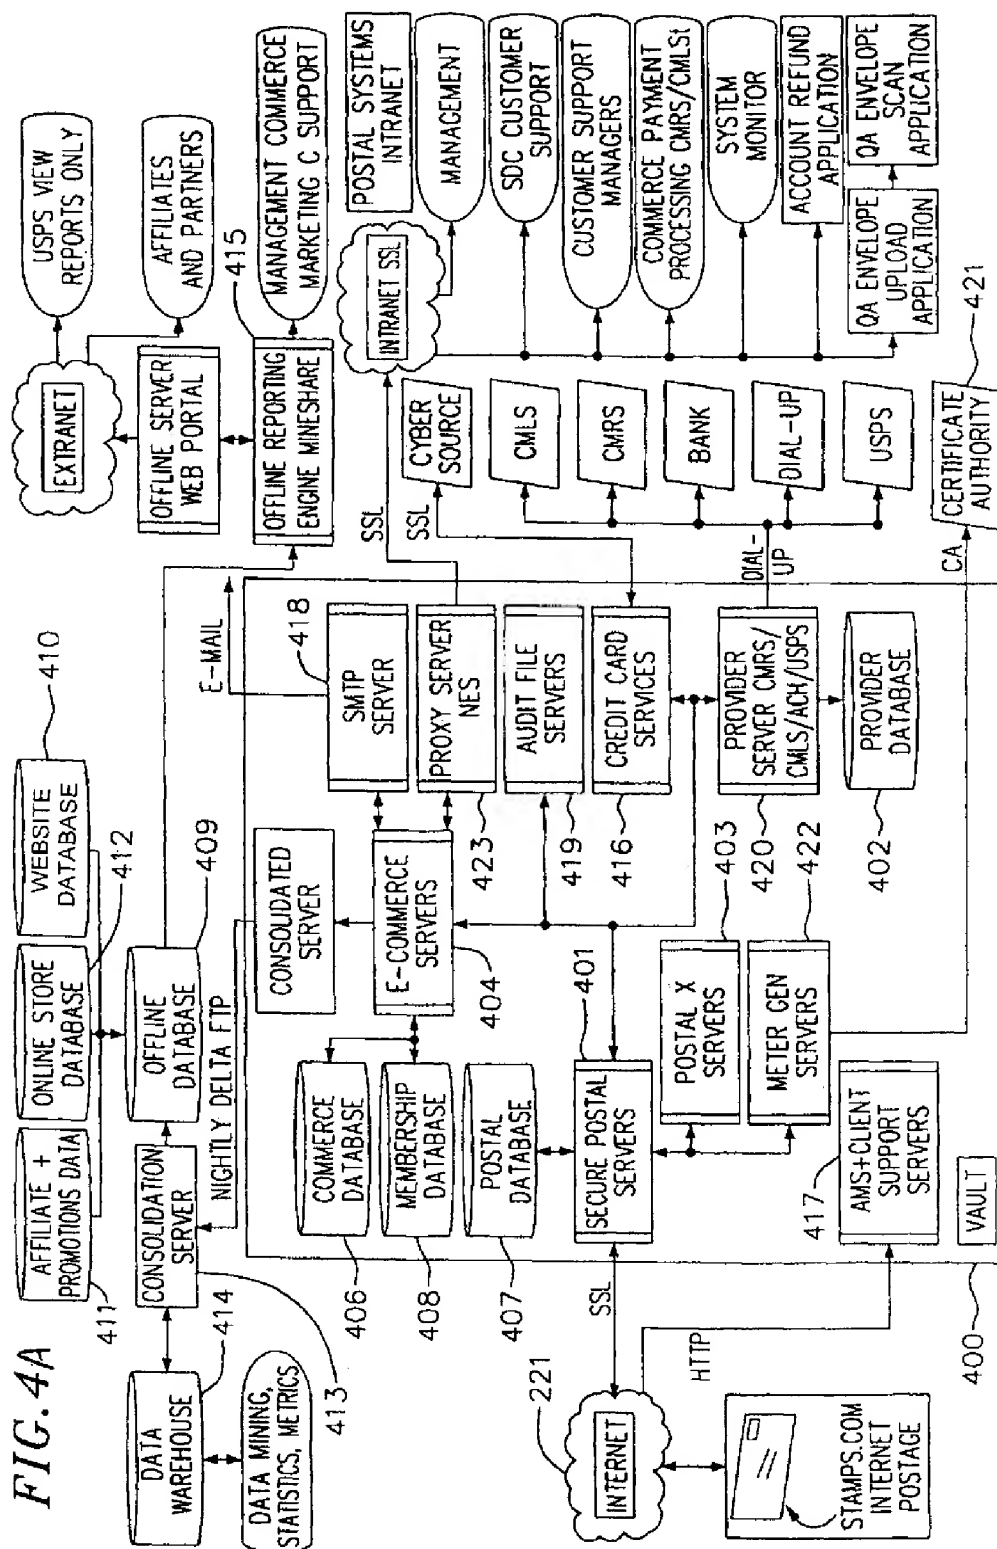 FIG.4A
AFFILIATE +
PROMOTIONS DATA
411
ONLINE STORE
DATABASE
412
WEBSITE
DATABASE
410
EXTRANET
USPS VIEW
REPORTS ONLY
AFFILIATES
AND PARTNERS
DATA
WAREHOUSE
414
CONSOLIDATION
SERVER
413
OFFLINE
DATABASE
409
OFFLINE SERVER
WEB PORTAL
OFFLINE REPORTING
ENGINE MINESHARE
415
MANAGEMENT COMMERCE
MARKETING C SUPPORT
DATA MINING,
STATISTICS, METRICS
NIGHTLY DELTA FTP
E-MAIL
CONSOLIDATED
SERVER
SMTP
SERVER
418
SSL
INTRANET SSL
POSTAL SYSTEMS
INTRANET
MANAGEMENT
COMMERCE
DATABASE
406
MEMBERSHIP
DATABASE
408
E-COMMERCE
SERVERS
404
PROXY SERVER
NES
423
SSL
CYBER
SOURCE
SDC CUSTOMER
SUPPORT
POSTAL
DATABASE
407
AUDIT FILE
SERVERS
419
CMLS
CUSTOMER SUPPORT
MANAGERS
SECURE POSTAL
SERVERS
401
CREDIT CARD
SERVICES
416
CMRS
COMMERCE PAYMENT
PROCESSING CMRS/CMLSt
221
INTERNET
SSL
HTTP
POSTAL X
SERVERS
403
PROVIDER
SERVER CMRS/
CMLS/ACH/USPS
420
DIAL-
UP
BANK
SYSTEM
MONITOR
METER GEN
SERVERS
422
DIAL-UP
ACCOUNT REFUND
APPLICATION
STAMPS.COM
INTERNET
POSTAGE
AMS+CLIENT
SUPPORT
SERVERS
417
PROVIDER
DATABASE
402
USPS
QA ENVELOPE
UPLOAD
APPLICATION
QA ENVELOPE
SCAN
APPLICATION
VAULT
400
CA
CERTIFICATE
AUTHORITY
421